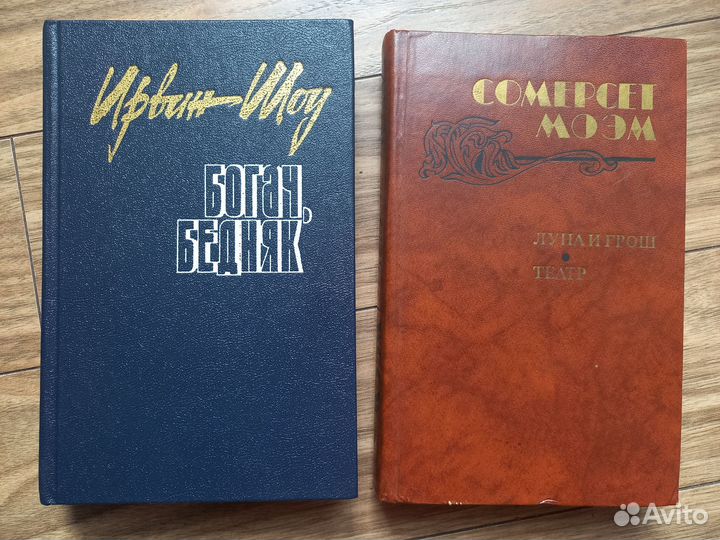 Ирвин Шоу
БОГАЧ,
БЕДНЯК
СОМЕРСЕТ
МОЭМ
ЛУНА И ГРОШ
ТЕАТР
Avito